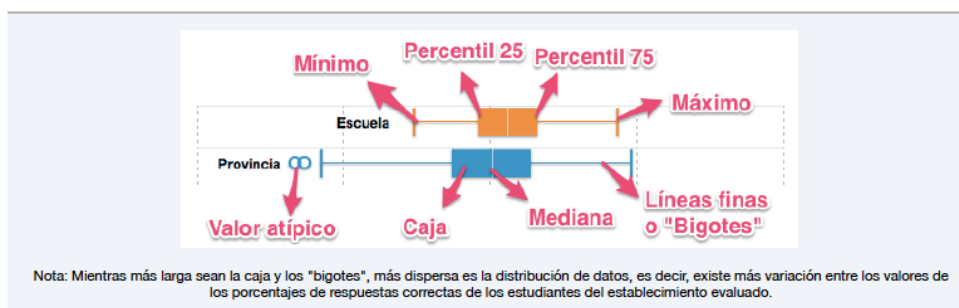 Percentil 25
Percentil 75
Mínimo
Máximo
Escuela
Provincia
Valor atípico
Caja
Mediana
Líneas finas
o "Bigotes"
Nota: Mientras más larga sean la caja y los "bigotes", más dispersa es la distribución de datos, es decir, existe más variación entre los valores de
los porcentajes de respuestas correctas de los estudiantes del establecimiento evaluado.